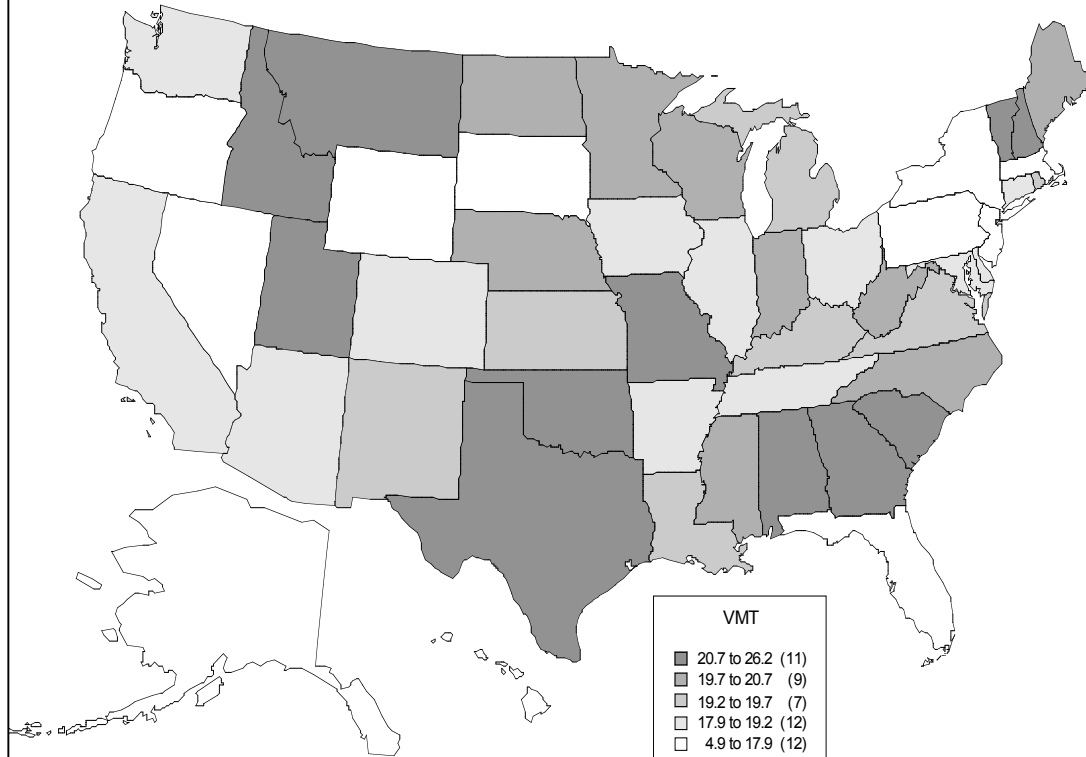 VMT
20.7 to 26.2 (11)
19.7 to 20.7 (9)
19.2 to 19.7 (7)
17.9 to 19.2 (12)
4.9 to 17.9 (12)